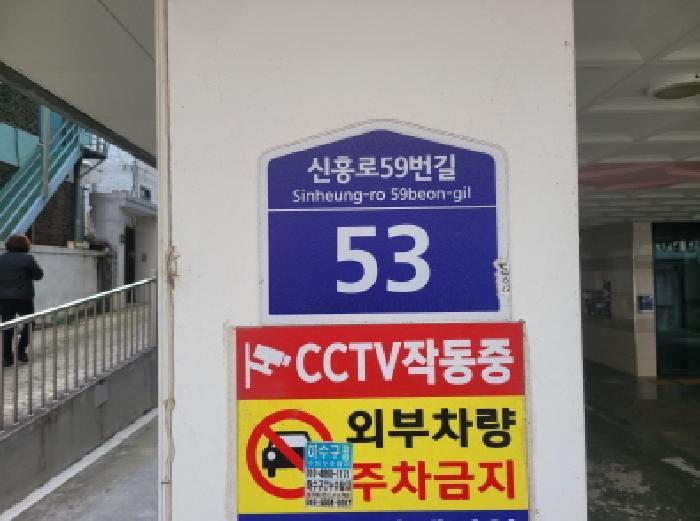 신흥로59번길
Sinheung-ro 59beon-gil
53
CCTV작동중
외부차량
주차금지